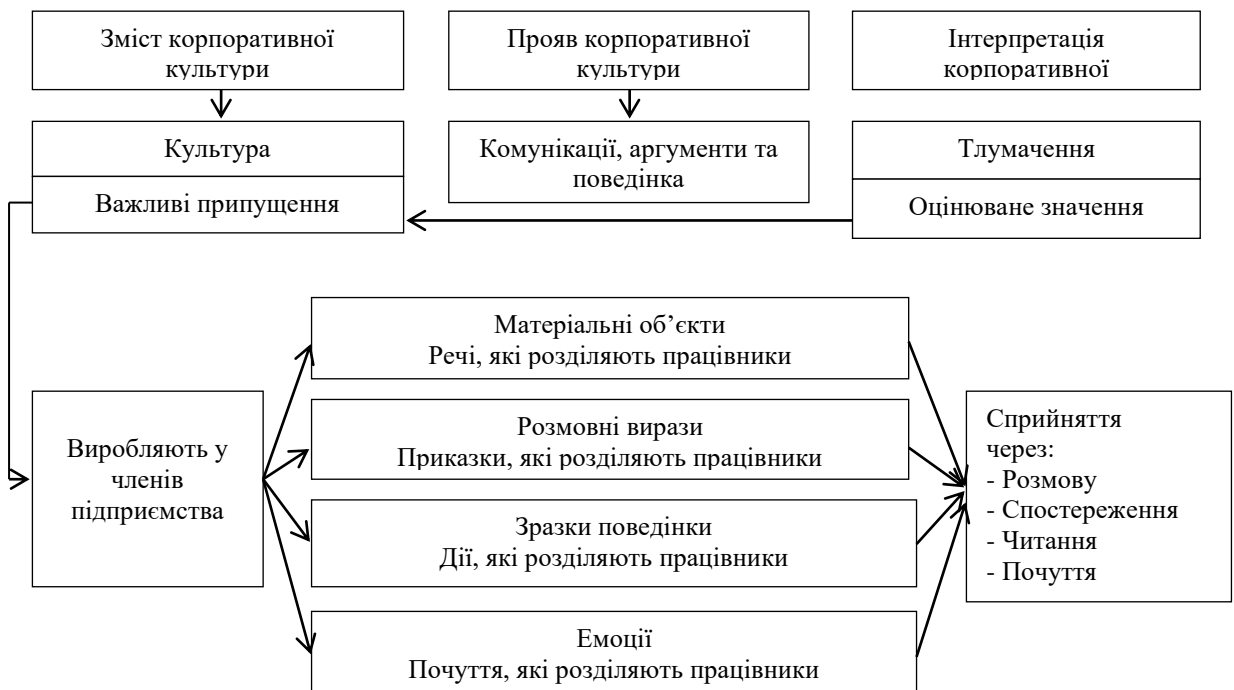 Зміст корпоративної
культури
Прояв корпоративної
культури
Інтерпретація
корпоративної
Культура
Важливі припущення
Комунікації, аргументи та
поведінка
Тлумачення
Оцінюване значення
Виробляють у
членів
підприємства
Матеріальні об’єкти
Речі, які розділяють працівники
Розмовні вирази
Приказки, які розділяють працівники
Зразки поведінки
Дії, які розділяють працівники
Емоції
Почуття, які розділяють працівники
Сприйняття
через:
- Розмову
- Спостереження
- Читання
- Почуття